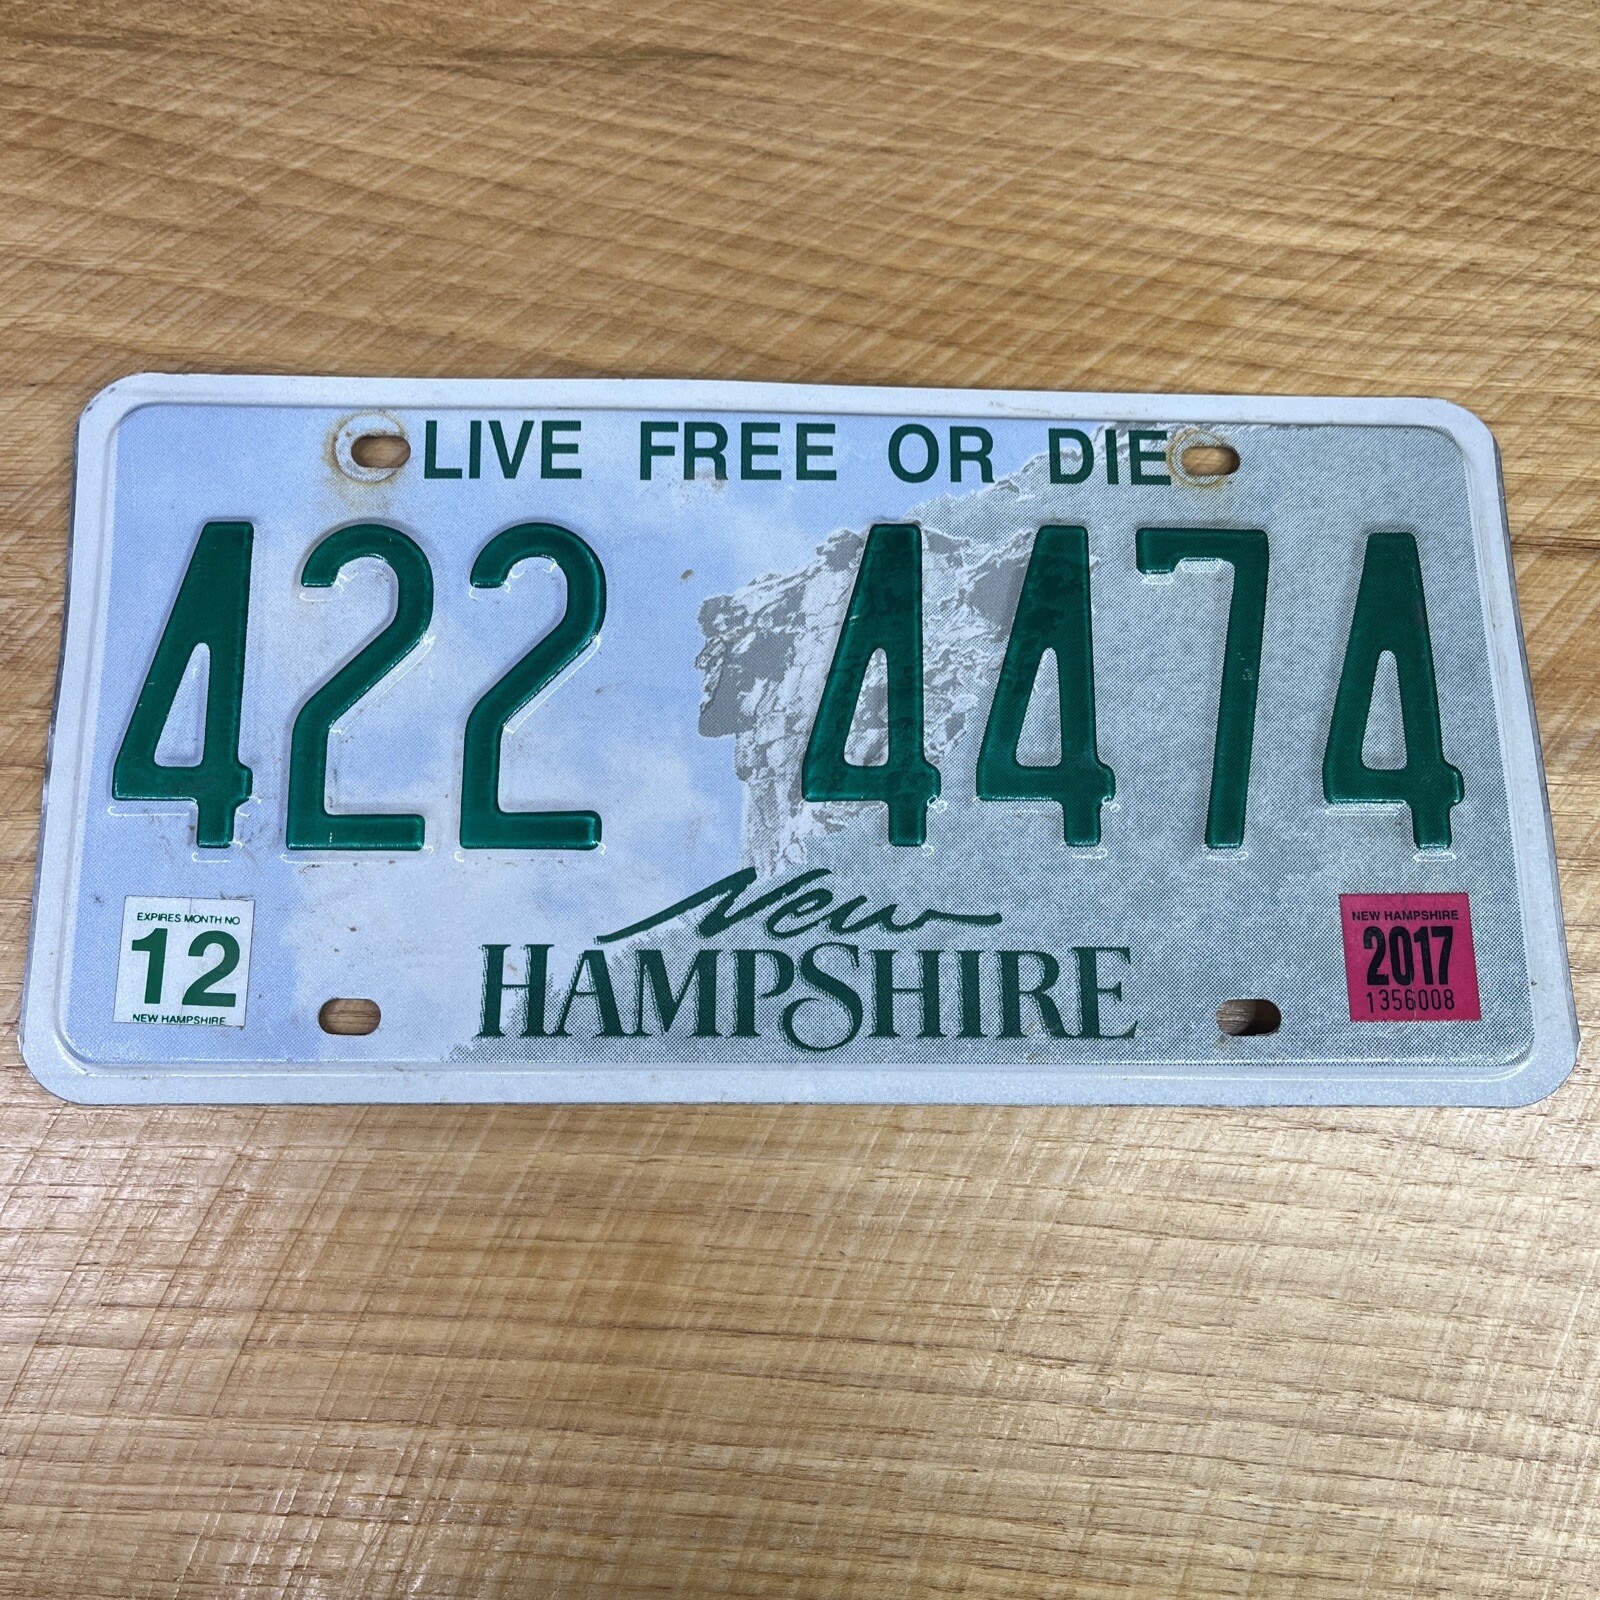 LIVE FREE OR DIE
422 4474
New
HAMPSHIRE
EXPIRES MONTH NO
12
NEW HAMPSHIRE
NEW HAMPSHIRE
2017
1356008